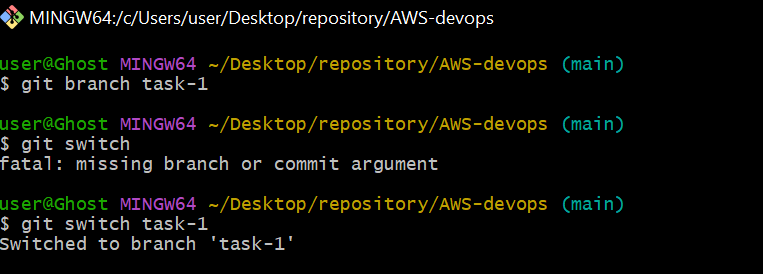 MINGW64:/c/Users/user/Desktop/repository/AWS-devops
user@Ghost MINGW64 ~/Desktop/repository/AWS-devops (main)
$ git branch task-1
user@Ghost MINGW64 ~/Desktop/repository/AWS-devops (main)
$ git switch
fatal: missing branch or commit argument
user@Ghost MINGW64 ~/Desktop/repository/AWS-devops (main)
$ git switch task-1
Switched to branch 'task-1'